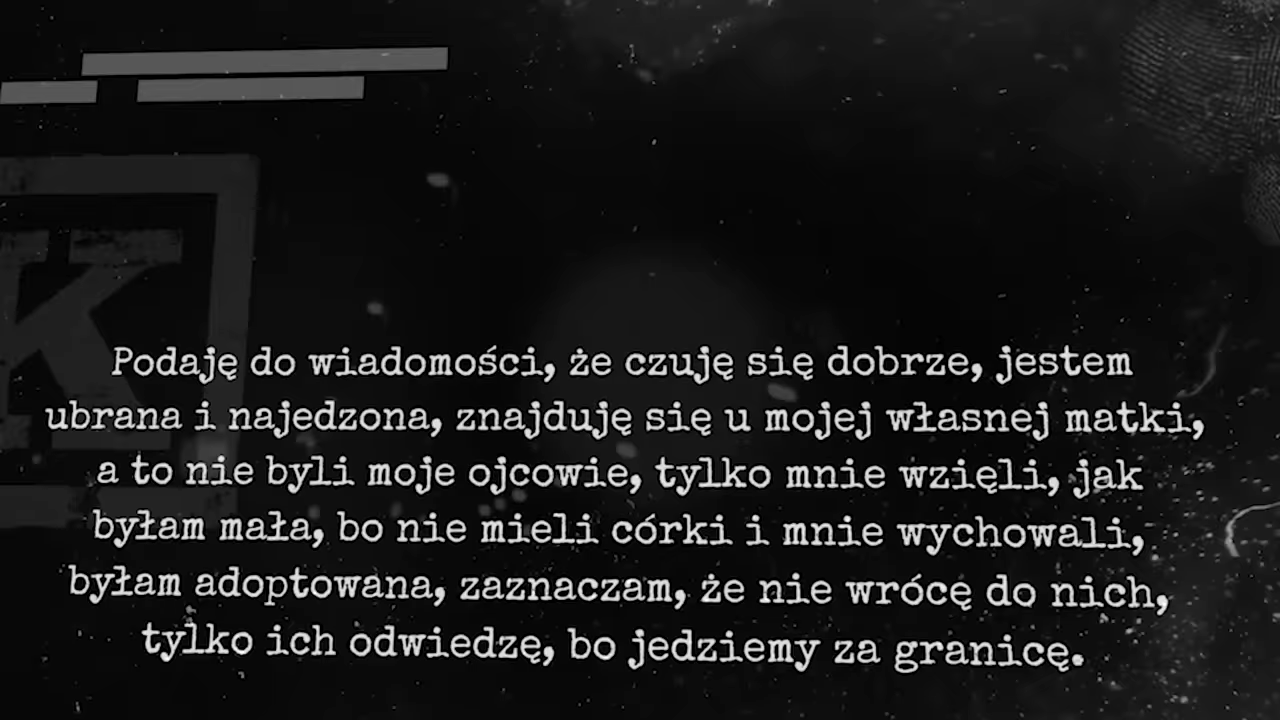 K
Podaję do wiadomości, że czuję się dobrze, jestem
ubrana i najedzona, znajduję się u mojej własnej matki,
a to nie byli moje ojcowie, tylko mnie wzięli, jak
byłam mała, bo nie mieli córki i mnie wychowali,
byłam adoptowana, zaznaczam, że nie wrócę do nich,
tylko ich odwiedzę, bo jedziemy za granicę.